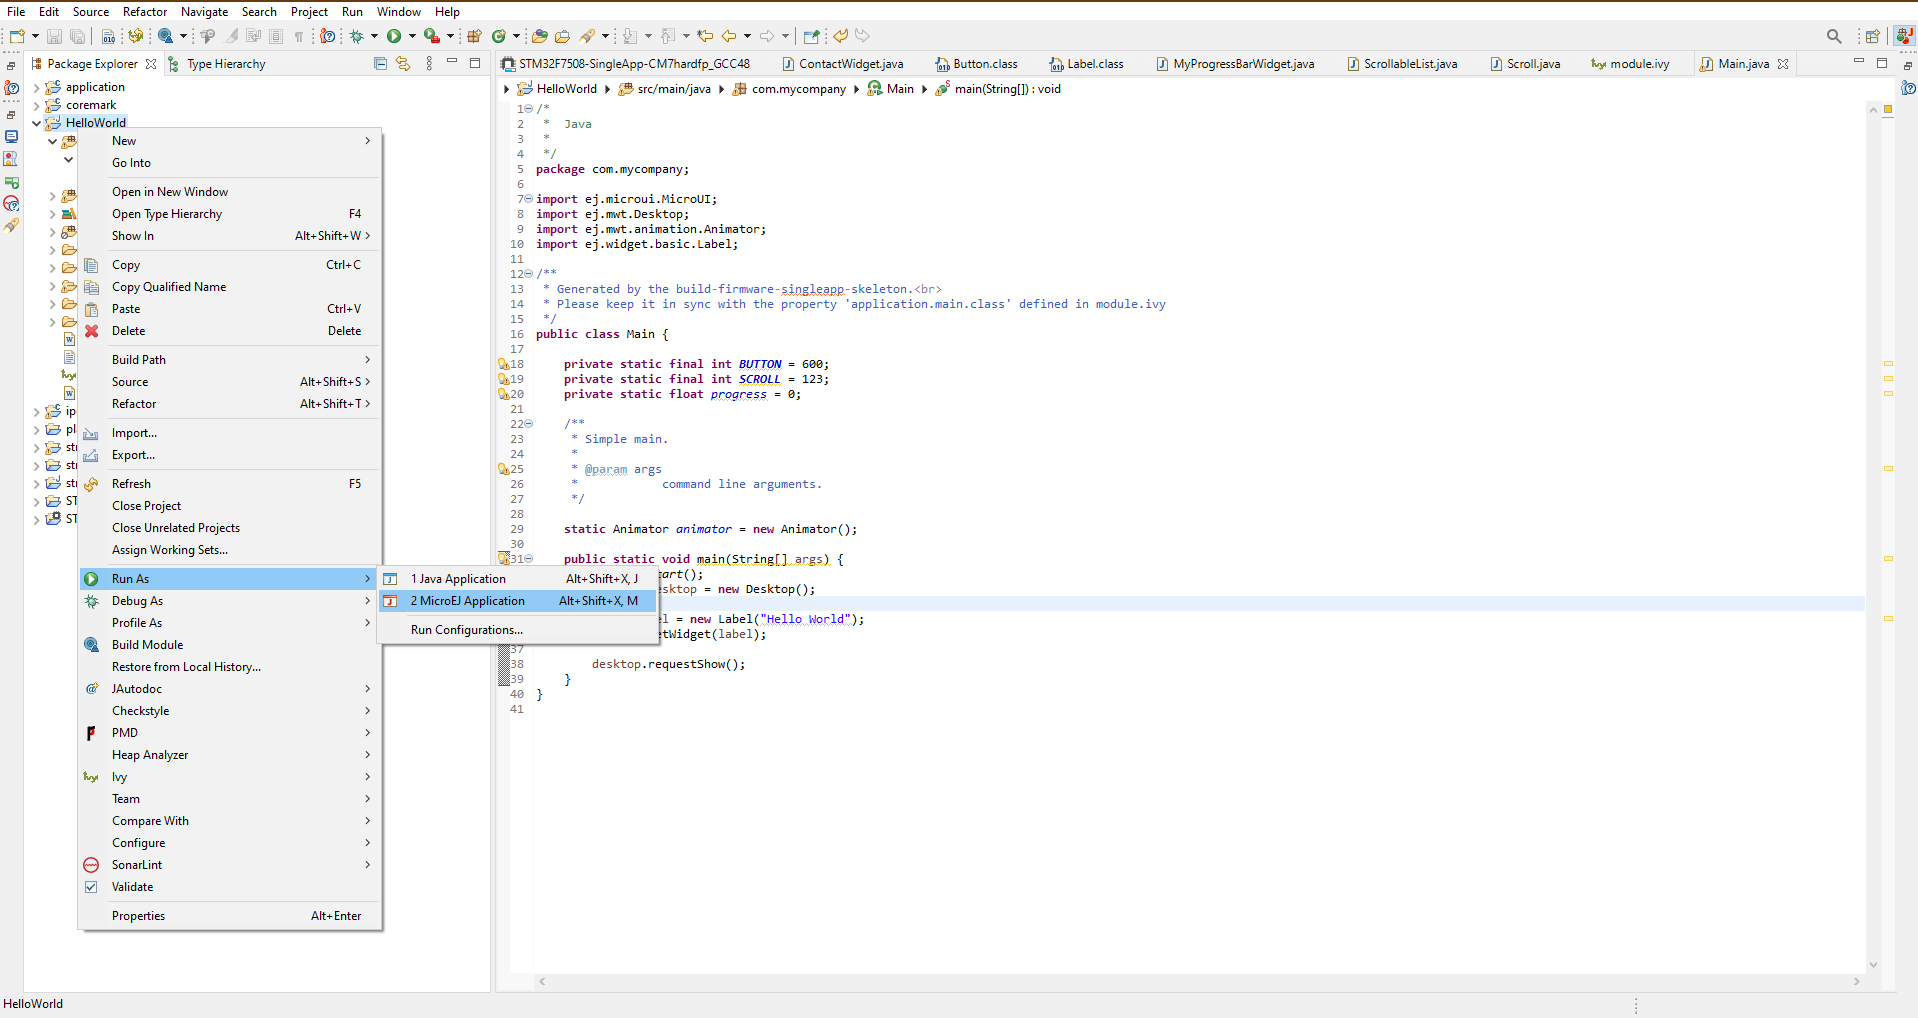 File Edit Source Refactor Navigate Search Project Run Window Help
Package Explorer Type Hierarchy
STM32F7508-SingleApp-CM7hardfp_GCC48 ContactWidget.java Button.class Label.class MyProgressBarWidget.java ScrollableList.java Scroll.java module.ivy Main.java
HelloWorld src/main/java com.mycompany Main main(String[]) : void
application
coremark
HelloWorld
ip
pl
st
ST
ST
New
Go Into
Open in New Window
Open Type Hierarchy F4
Show In Alt+Shift+W
Copy Ctrl+C
Copy Qualified Name
Paste Ctrl+V
Delete Delete
Build Path
Source Alt+Shift+S
Refactor Alt+Shift+T
Import...
Export...
Refresh F5
Close Project
Close Unrelated Projects
Assign Working Sets...
Run As
Debug As
Profile As
Build Module
Restore from Local History...
JAutodoc
Checkstyle
PMD
Heap Analyzer
Ivy
Team
Compare With
Configure
SonarLint
Validate
Properties Alt+Enter
1 Java Application Alt+Shift+X, J
2 MicroEJ Application Alt+Shift+X, M
Run Configurations...
1 /*
2 * Java
3 *
4 */
5 package com.mycompany;
6
7 import ej.microui.MicroUI;
8 import ej.mwt.Desktop;
9 import ej.mwt.animation.Animator;
10 import ej.widget.basic.Label;
11
12 /**
13 * Generated by the build-firmware-singleapp-skeleton.<br>
14 * Please keep it in sync with the property 'application.main.class' defined in module.ivy
15 */
16 public class Main {
17
18 private static final int BUTTON = 600;
19 private static final int SCROLL = 123;
20 private static float progress = 0;
21
22 /**
23 * Simple main.
24 *
25 * @param args
26 * command line arguments.
27 */
28
29 static Animator animator = new Animator();
30
31 public static void main(String[] args) {
tart();
sktop = new Desktop();
el = new Label("Hello World");
etWidget(label);
37
38 desktop.requestShow();
39 }
40 }
41
HelloWorld